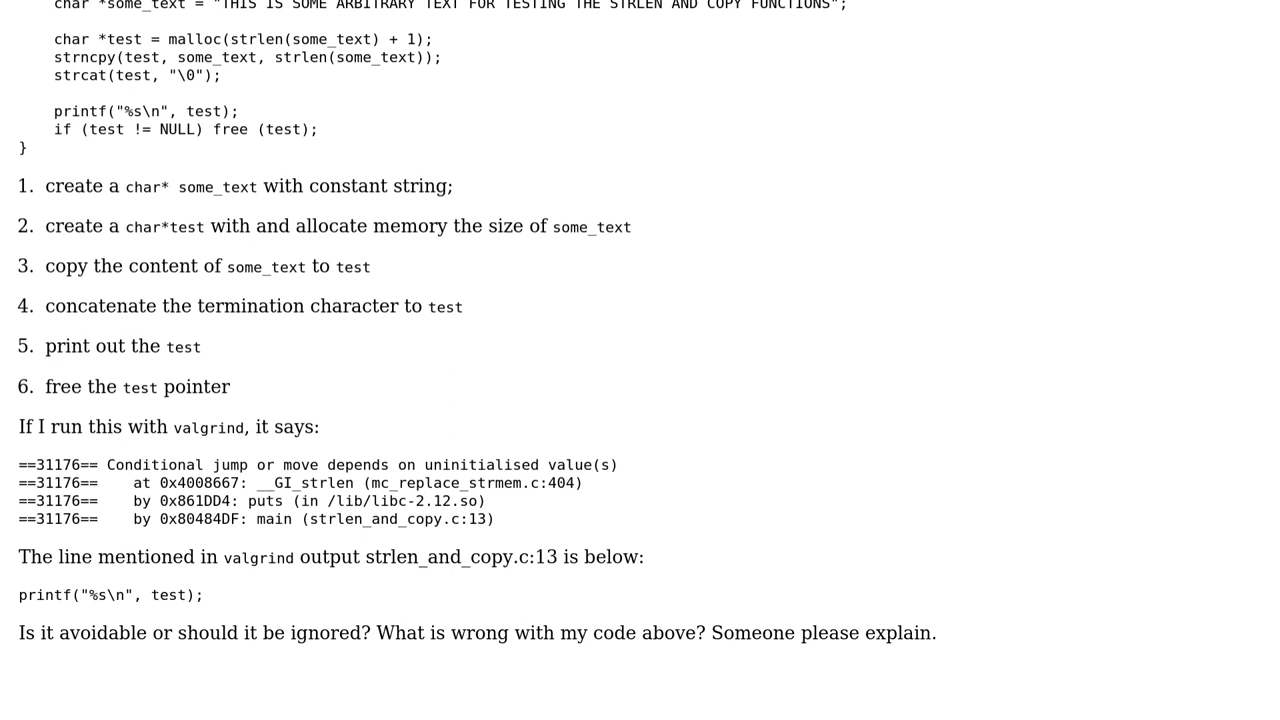 char *some_text = "THIS IS SOME ARBITRARY TEXT FOR TESTING THE STRLEN AND COPY FUNCTIONS";
char *test = malloc(strlen(some_text) + 1);
strncpy(test, some_text, strlen(some_text));
strcat(test, "\0");
printf("%s\n", test);
if (test != NULL) free (test);
}
1. create a char* some_text with constant string;
2. create a char*test with and allocate memory the size of some_text
3. copy the content of some_text to test
4. concatenate the termination character to test
5. print out the test
6. free the test pointer
If I run this with valgrind, it says:
==31176== Conditional jump or move depends on uninitialised value(s)
==31176==    at 0x4008667: __GI_strlen (mc_replace_strmem.c:404)
==31176==    by 0x861DD4: puts (in /lib/libc-2.12.so)
==31176==    by 0x80484DF: main (strlen_and_copy.c:13)
The line mentioned in valgrind output strlen_and_copy.c:13 is below:
printf("%s\n", test);
Is it avoidable or should it be ignored? What is wrong with my code above? Someone please explain.